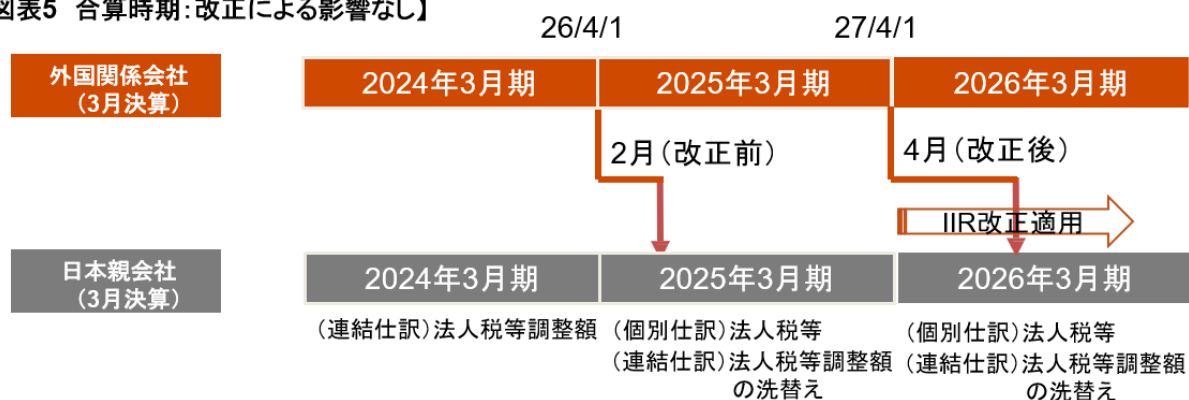 図表5 合算時期：改正による影響なし】
26/4/1
27/4/1
外国関係会社
（3月決算）
2024年3月期
2025年3月期
2026年3月期
2月（改正前）
4月（改正後）
IIR改正適用
日本親会社
（3月決算）
2024年3月期
2025年3月期
2026年3月期
（連結仕訳）法人税等調整額
（個別仕訳）法人税等
（連結仕訳）法人税等調整額
の洗替え
（個別仕訳）法人税等
（連結仕訳）法人税等調整額
の洗替え